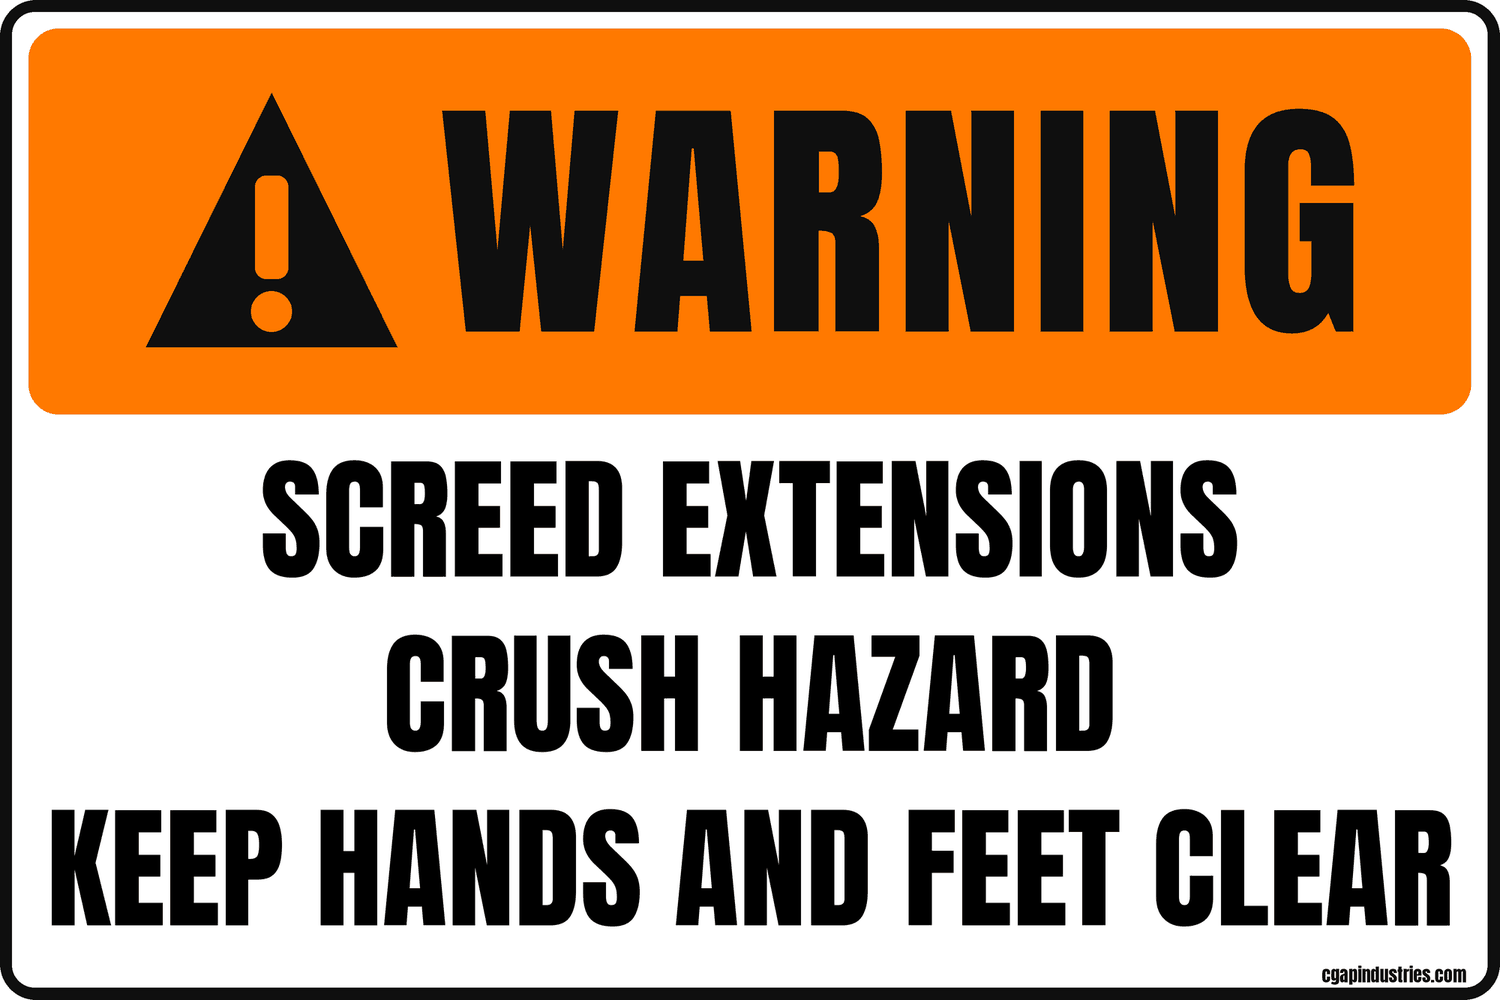 WARNING
SCREED EXTENSIONS
CRUSH HAZARD
KEEP HANDS AND FEET CLEAR
cgapindustries.com